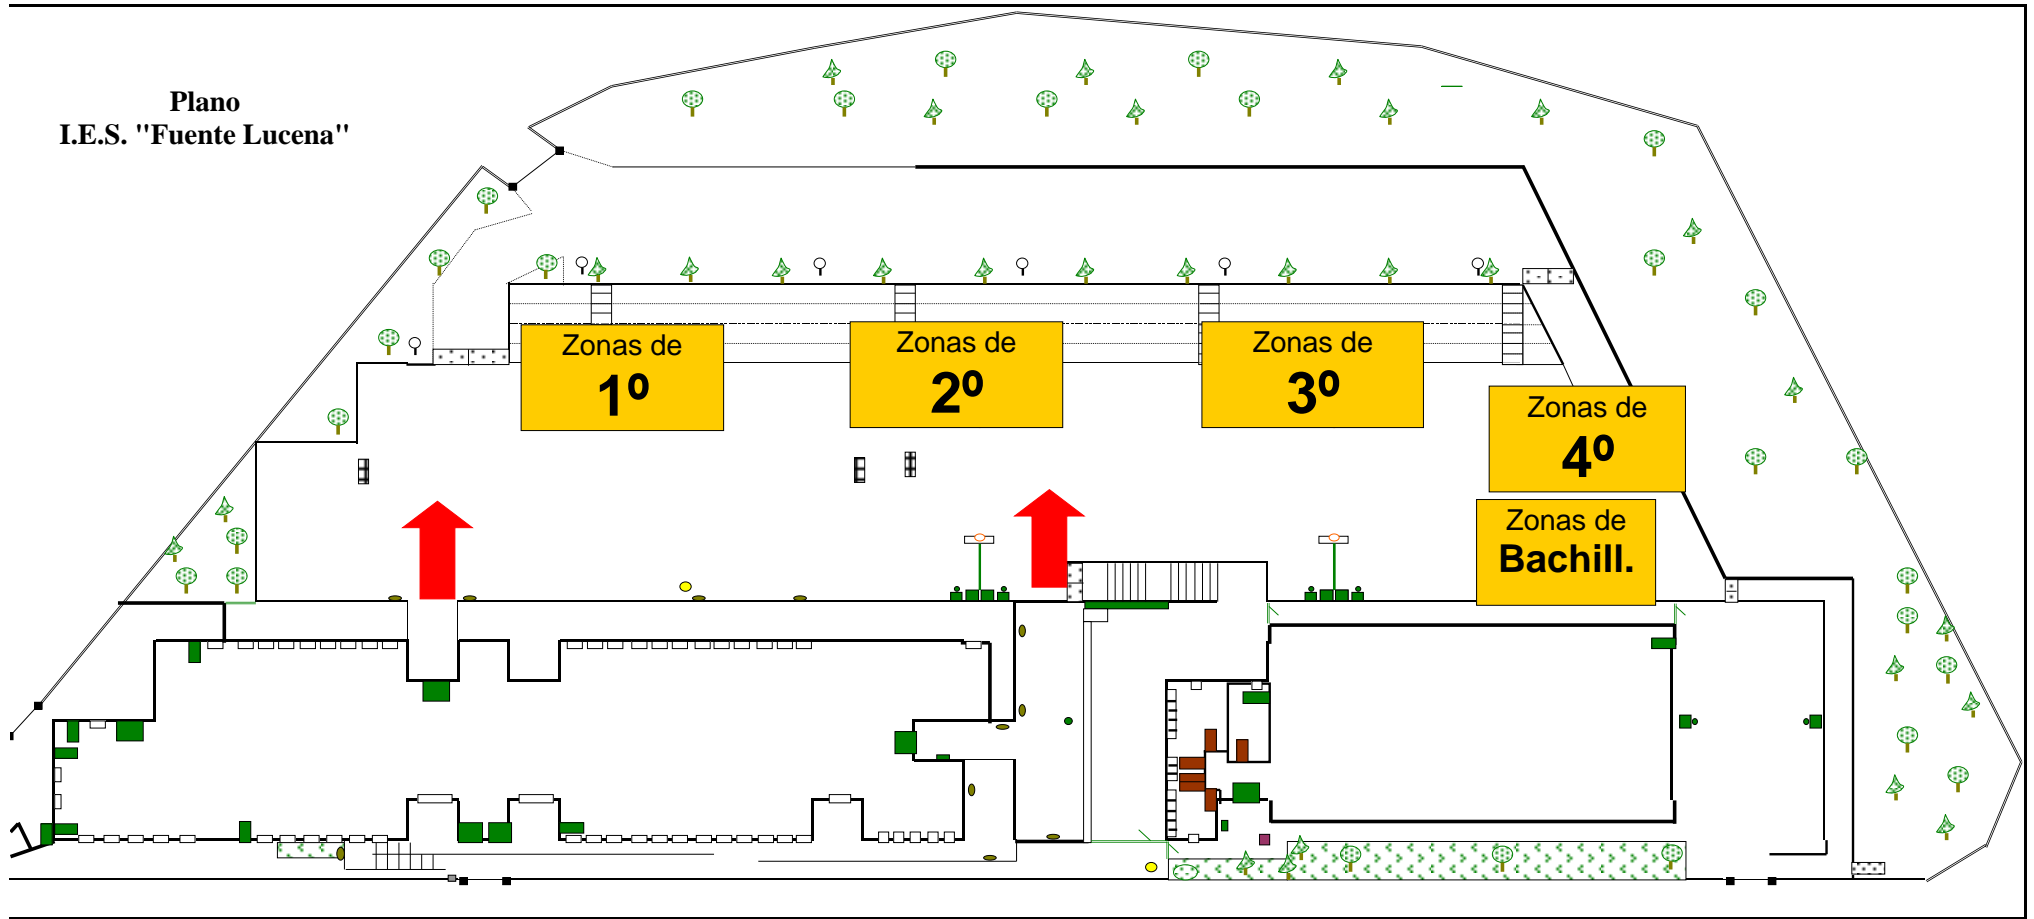 Plano
I.E.S. "Fuente Lucena"
Zonas de
1º
Zonas de
2º
Zonas de
3º
Zonas de
4º
Zonas de
Bachill.